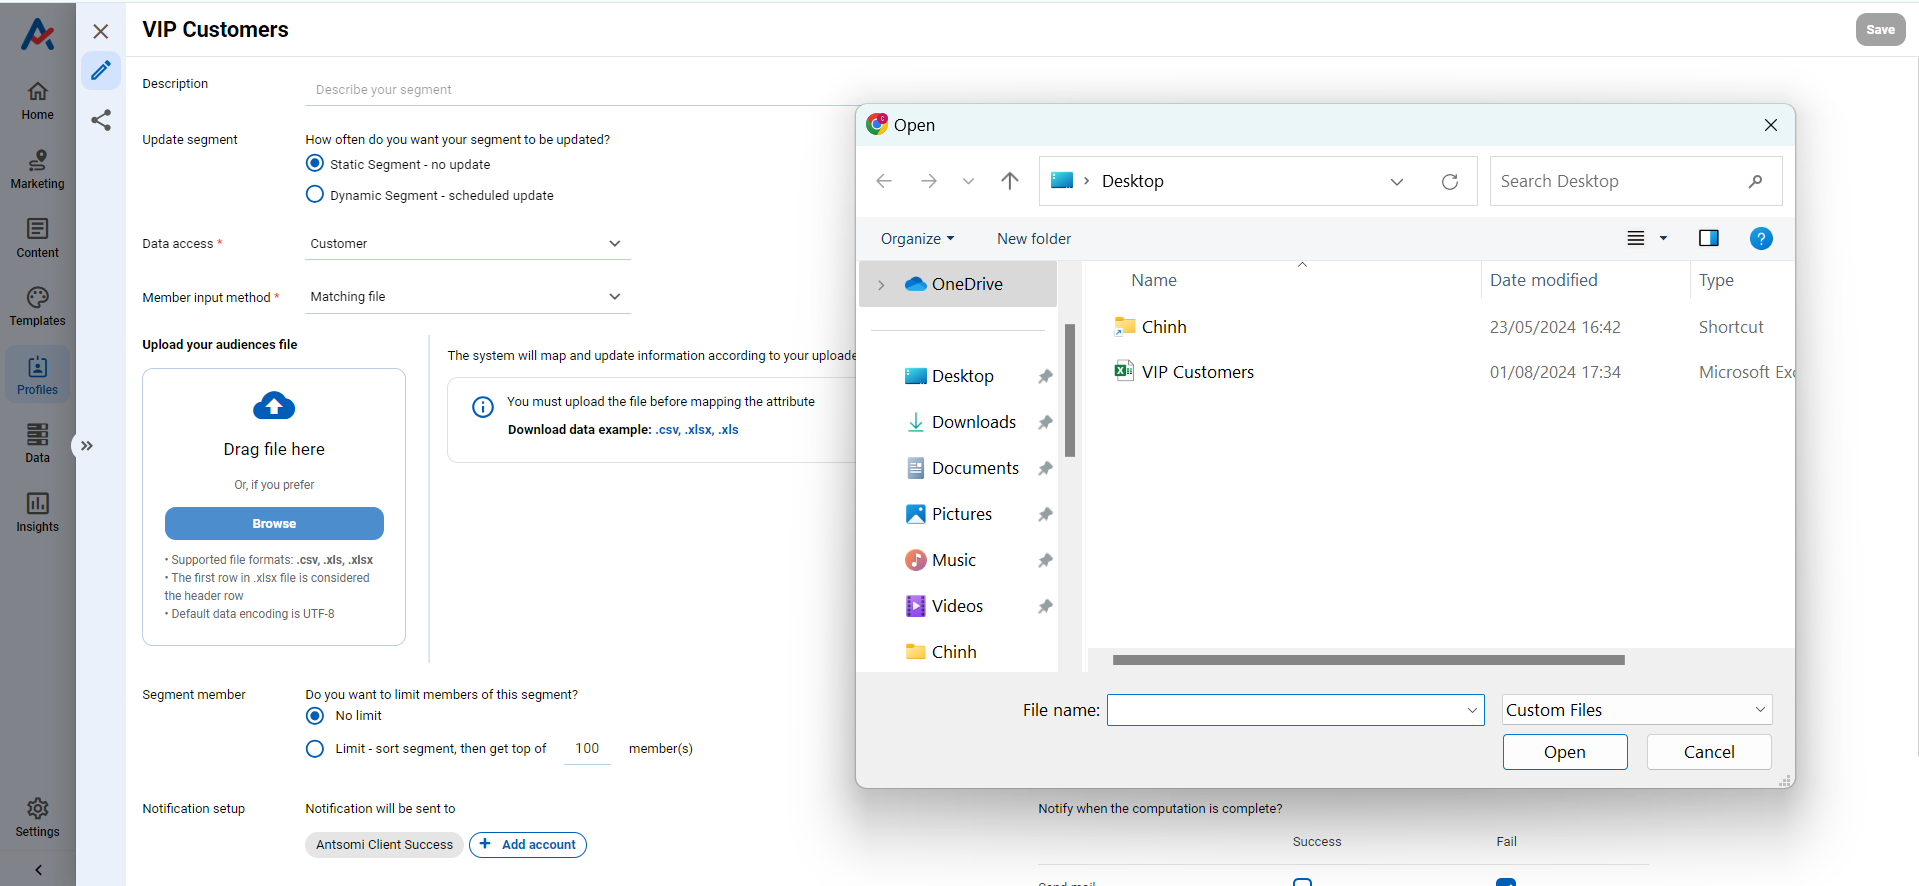 VIP Customers
Save
Home
Marketing
Content
Templates
Profiles
Data
Insights
Settings
Description
Describe your segment
Update segment
How often do you want your segment to be updated?
Static Segment - no update
Dynamic Segment - scheduled update
Data access *
Customer
Member input method *
Matching file
Upload your audiences file
Drag file here
Or, if you prefer
Browse
• Supported file formats: .csv, .xls, .xlsx
• The first row in .xlsx file is considered
the header row
• Default data encoding is UTF-8
The system will map and update information according to your uploade
You must upload the file before mapping the attribute
Download data example: .csv, .xlsx, .xls
Segment member
Do you want to limit members of this segment?
No limit
Limit - sort segment, then get top of 100 member(s)
Notification setup
Notification will be sent to
Antsomi Client Success
+ Add account
Notify when the computation is complete?
Success
Fail
Open
Desktop
Search Desktop
Organize
New folder
OneDrive
Desktop
Downloads
Documents
Pictures
Music
Videos
Chinh
Name
Date modified
Type
Chinh
23/05/2024 16:42
Shortcut
VIP Customers
01/08/2024 17:34
Microsoft Exc
File name:
Custom Files
Open
Cancel